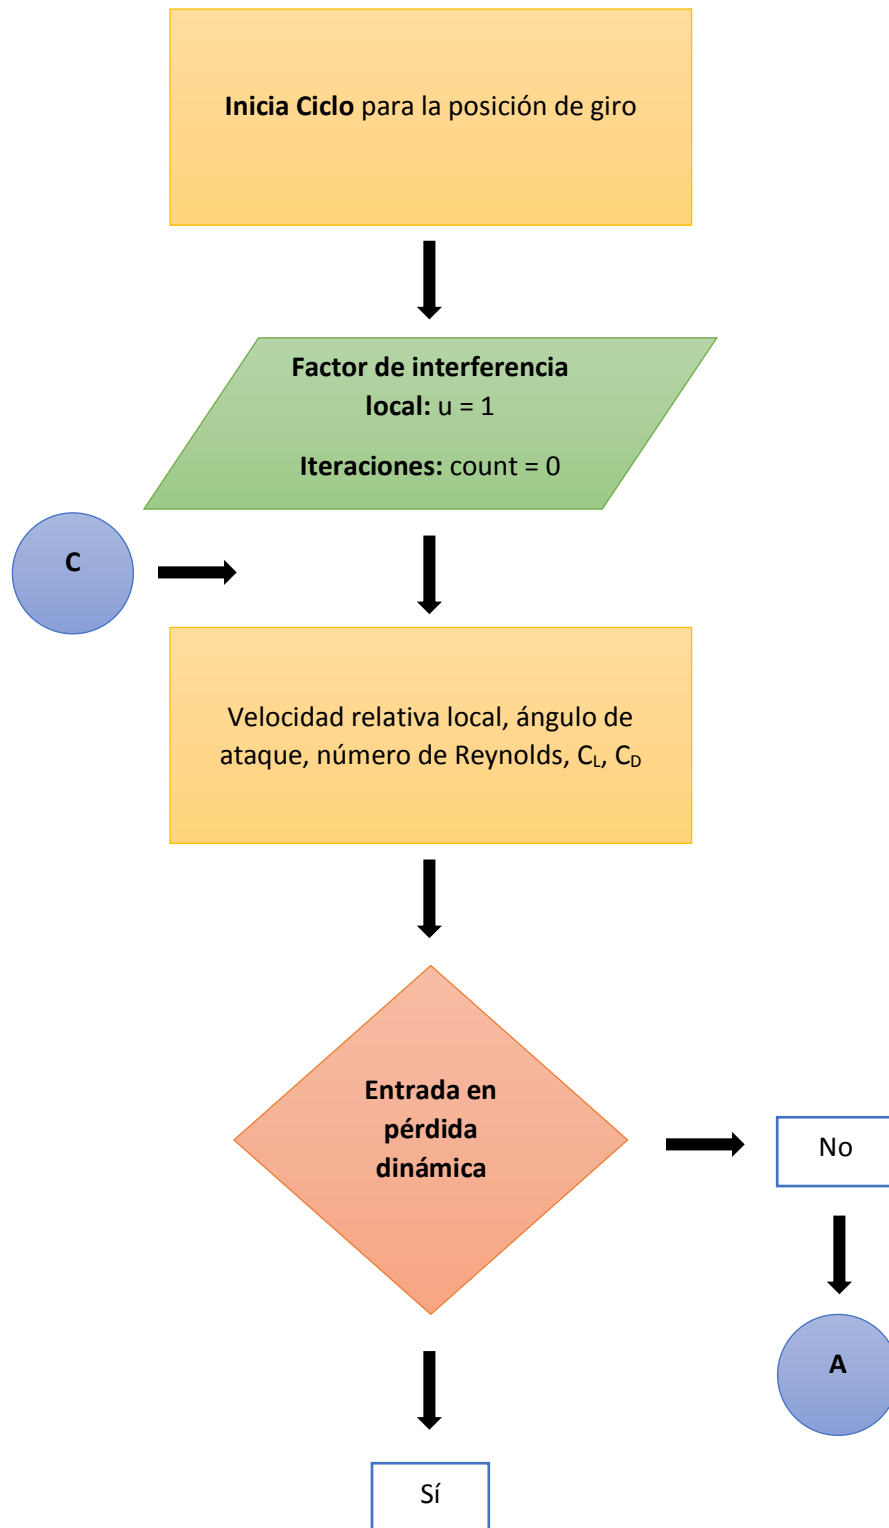 Inicia Ciclo para la posición de giro
Factor de interferencia
local: u = 1
Iteraciones: count = 0
C
Velocidad relativa local, ángulo de
ataque, número de Reynolds, CL, CD
Entrada en
pérdida
dinámica
No
A
Sí